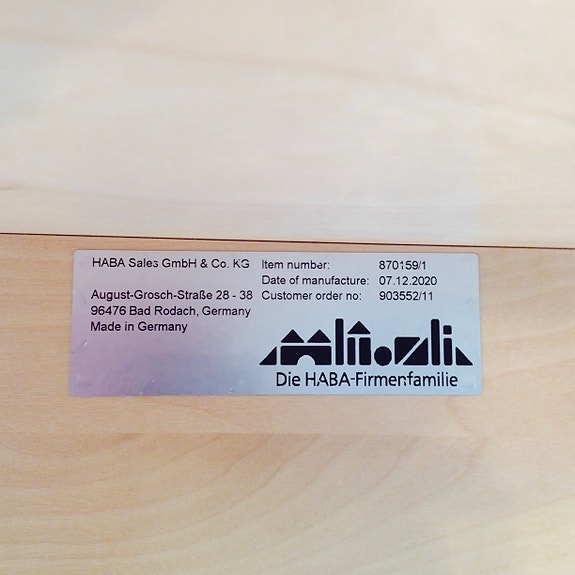 HABA Sales GmbH & Co. KG
August-Grosch-Straße 28 - 38
96476 Bad Rodach, Germany
Made in Germany
Item number: 870159/1
Date of manufacture: 07.12.2020
Customer order no: 903552/11
Die HABA-Firmenfamilie